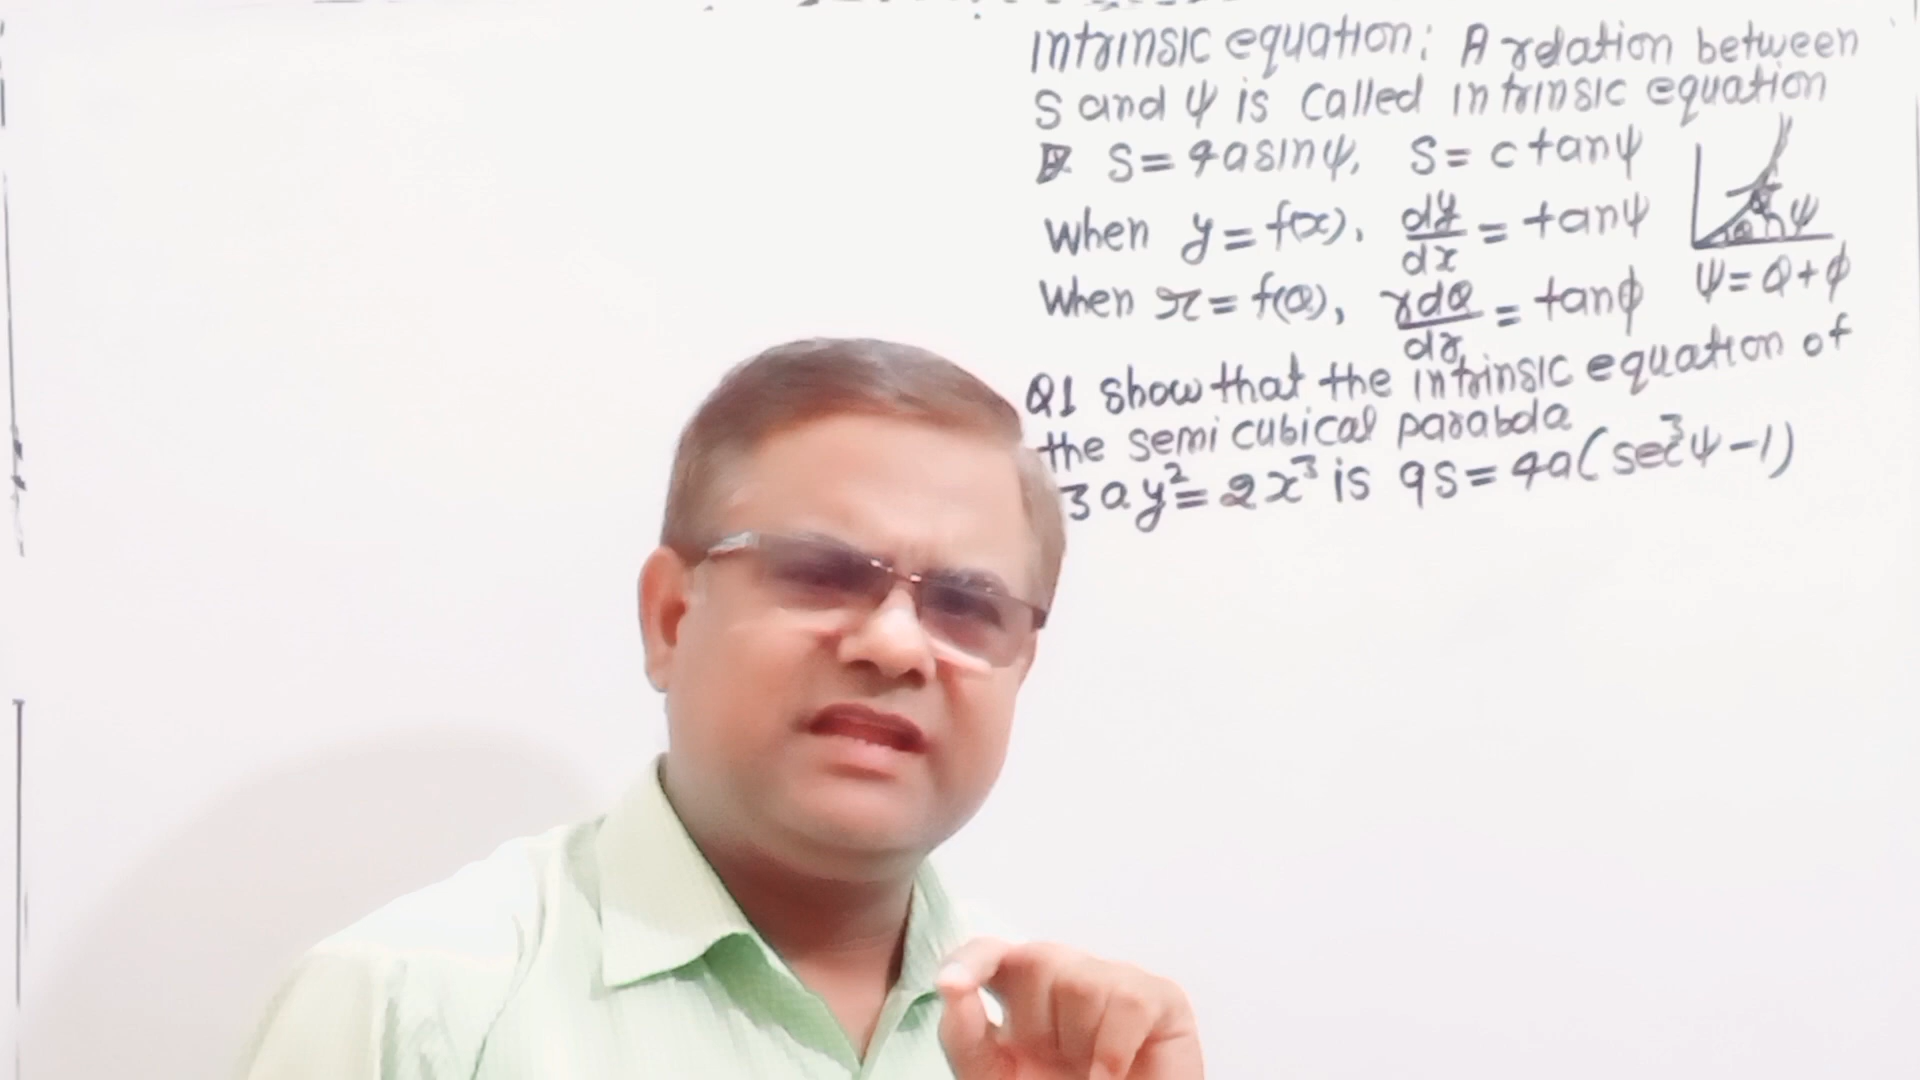 Intrinsic equation: A relation between
S and ψ is called intrinsic equation
S = 4a sinψ, S = c tanψ
When y = f(x), dy/dx = tanψ
ψ
ψ = θ + ϕ
When r = f(θ), rdθ/dr = tanϕ
Q1 Show that the intrinsic equation of
the semi cubical parabola
3ay² = 2x³ is 9S = 4a(sec³ψ - 1)